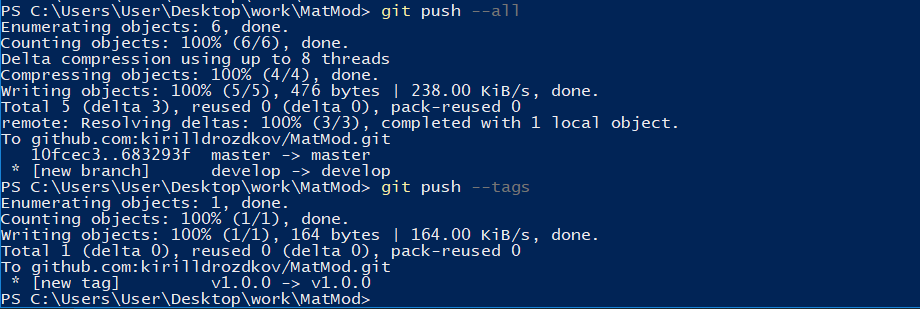 PS C:\Users\User\Desktop\work\MatMod> git push --all
Enumerating objects: 6, done.
Counting objects: 100% (6/6), done.
Delta compression using up to 8 threads
Compressing objects: 100% (4/4), done.
Writing objects: 100% (5/5), 476 bytes | 238.00 KiB/s, done.
Total 5 (delta 3), reused 0 (delta 0), pack-reused 0
remote: Resolving deltas: 100% (3/3), completed with 1 local object.
To github.com:kirilldrozdkov/MatMod.git
   10fcec3..683293f  master -> master
 * [new branch]      develop -> develop
PS C:\Users\User\Desktop\work\MatMod> git push --tags
Enumerating objects: 1, done.
Counting objects: 100% (1/1), done.
Writing objects: 100% (1/1), 164 bytes | 164.00 KiB/s, done.
Total 1 (delta 0), reused 0 (delta 0), pack-reused 0
To github.com:kirilldrozdkov/MatMod.git
 * [new tag]         v1.0.0 -> v1.0.0
PS C:\Users\User\Desktop\work\MatMod>